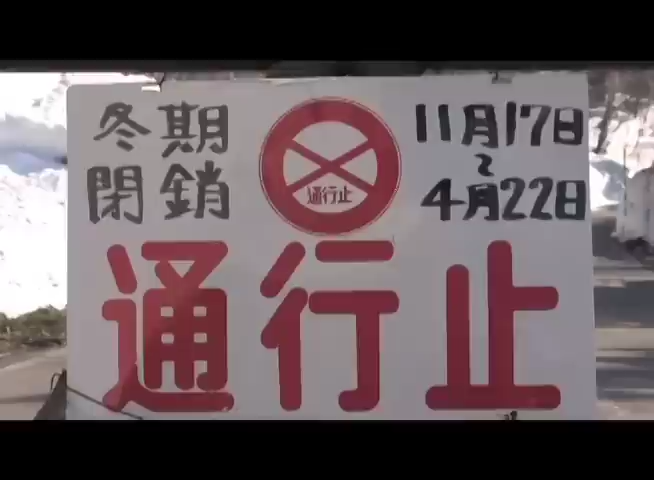 冬期
閉銷
通行止
11月17日
〜
4月22日
通行止